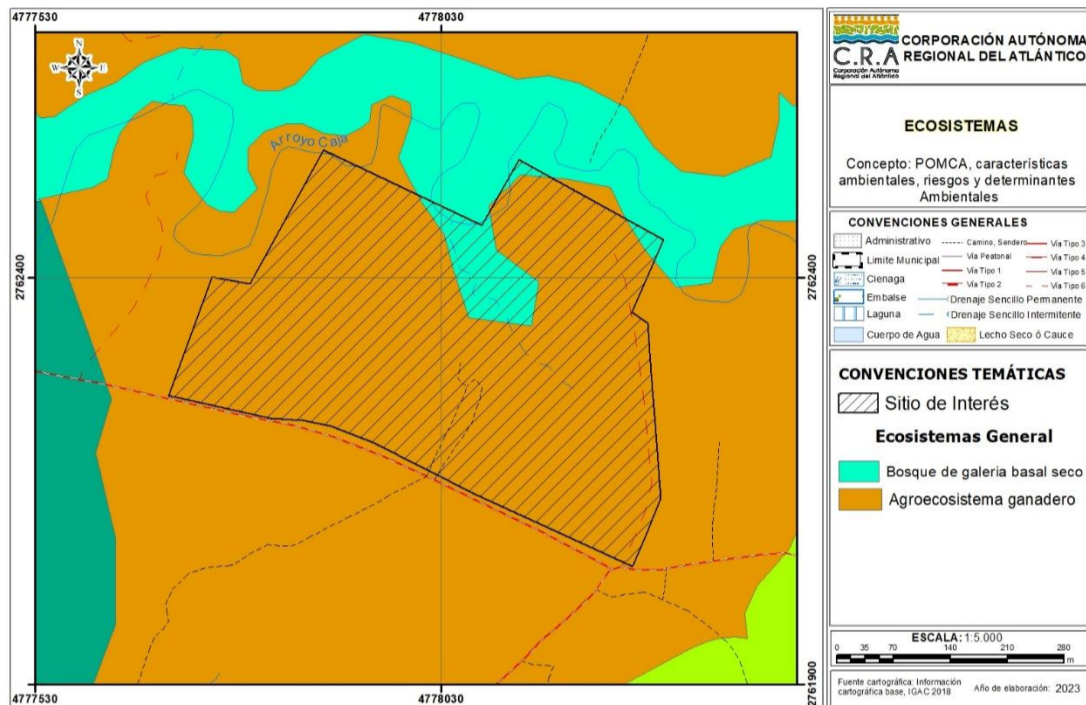 4777530
4778030
2762400
2762400
2761900
4777530
4778030
N
W E
S
Arroyo Caja
C.R.A
Corporación Autónoma
Regional del Atlántico
CORPORACIÓN AUTÓNOMA
REGIONAL DEL ATLÁNTICO
ECOSISTEMAS
Concepto: POMCA, características
ambientales, riesgos y determinantes
Ambientales
CONVENCIONES GENERALES
Administrativo
Limite Municipal
Cienaga
Embalse
Laguna
Cuerpo de Agua
Camino, Sendero
Vía Peatonal
Vía Tipo 1
Vía Tipo 2
Vía Tipo 3
Vía Tipo 4
Vía Tipo 5
Vía Tipo 6
Drenaje Sencillo Permanente
Drenaje Sencillo Intermitente
Lecho Seco ó Cauce
CONVENCIONES TEMÁTICAS
Sitio de Interés
Ecosistemas General
Bosque de galeria basal seco
Agroecosistema ganadero
ESCALA: 1:5.000
0 35 70 140 210 280
m
Fuente cartográfica: Información
cartográfica base, IGAC 2018
Año de elaboración: 2023